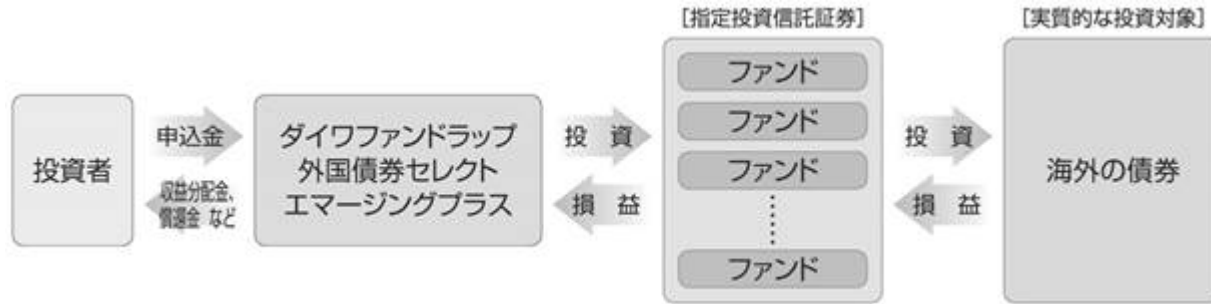 [指定投資信託証券]
[実質的な投資対象]
投資者
申込金
収益分配金、
償還金 など
ダイワファンドラップ
外国債券セレクト
エマージングプラス
投 資
損 益
ファンド
ファンド
ファンド
ファンド
投 資
損 益
海外の債券